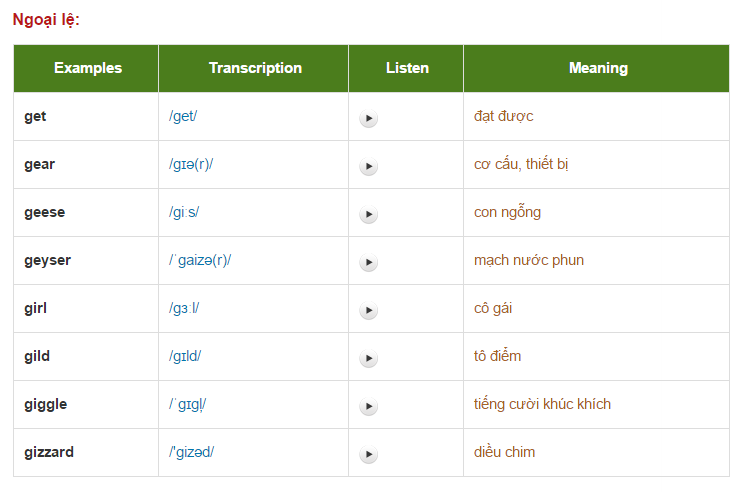 Ngoại lệ:
Examples Transcription Listen Meaning
get /get/ đạt được
gear /gɪə(r)/ cơ cấu, thiết bị
geese /giːs/ con ngỗng
geyser /ˈgaizə(r)/ mạch nước phun
girl /gɜːl/ cô gái
gild /gɪld/ tô điểm
giggle /ˈgɪgl̩/ tiếng cười khúc khích
gizzard /'gizəd/ diều chim